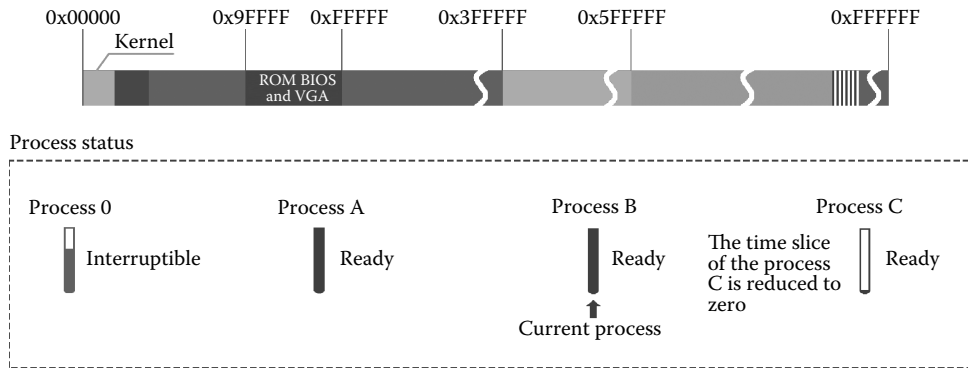 0x00000 0x9FFFF 0xFFFFF 0x3FFFFF 0x5FFFFF 0xFFFFFF
Kernel
ROM BIOS
and VGA
Process status
Process 0
Interruptible
Process A
Ready
Process B
Ready
Current process
Process C
The time slice
of the process
C is reduced to
zero
Ready